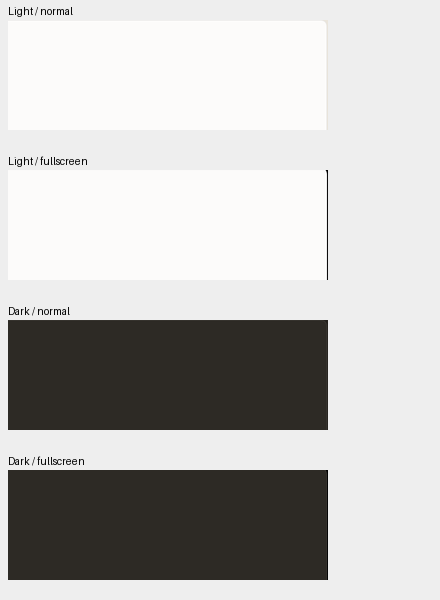 Light / normal
Light / fullscreen
Dark / normal
Dark / fullscreen